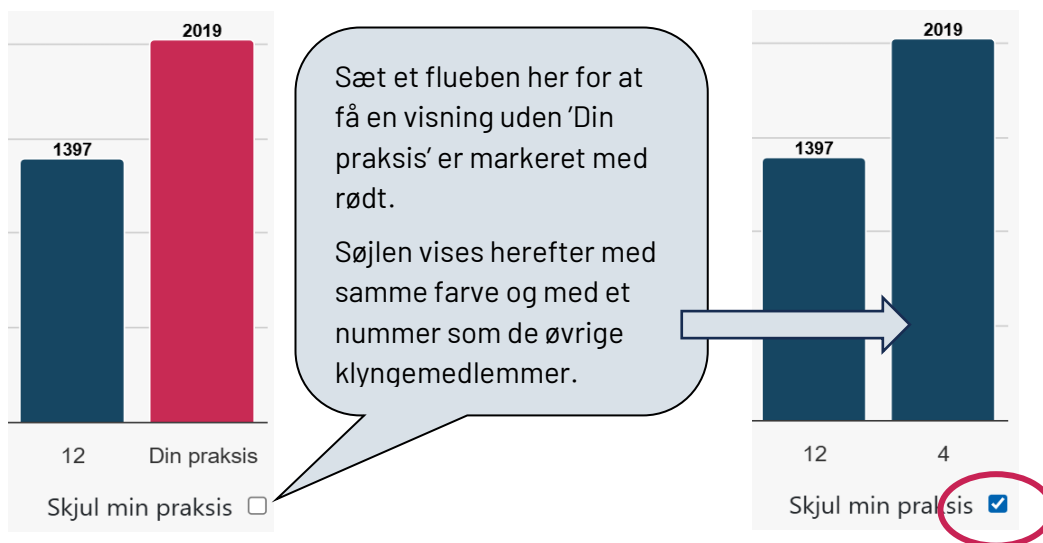 2019
1397
12
Din praksis
Skjul min praksis
Sæt et flueben her for at
få en visning uden ’Din
praksis’ er markeret med
rødt.
Søjlen vises herefter med
samme farve og med et
nummer som de øvrige
klyngemedlemmer.
2019
1397
12
4
Skjul min praksis